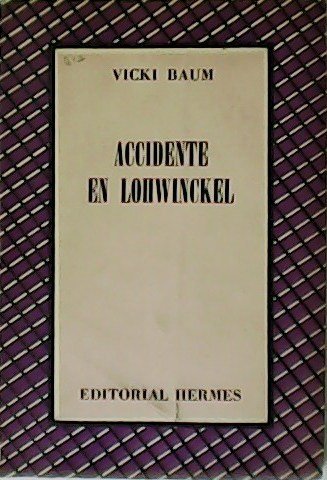 VICKI BAUM
ACCIDENTE
EN LOHWINCKEL
EDITORIAL HERMES